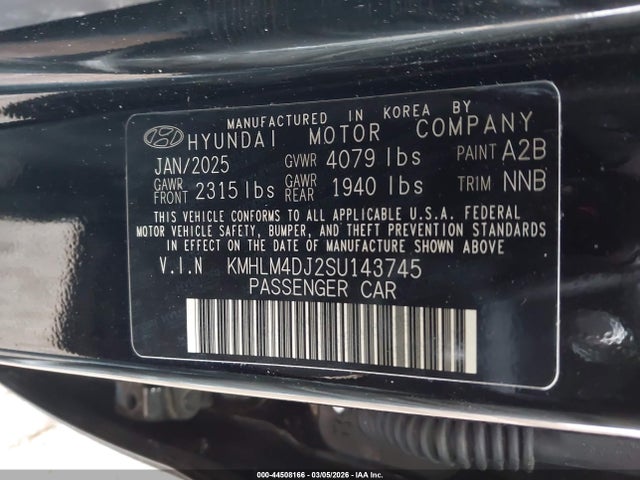 MANUFACTURED IN KOREA BY
HYUNDAI MOTOR COMPANY
JAN/2025 GVWR 4079 lbs PAINT A2B
GAWR FRONT 2315 lbs GAWR REAR 1940 lbs TRIM NNB
THIS VEHICLE CONFORMS TO ALL APPLICABLE U.S.A. FEDERAL
MOTOR VEHICLE SAFETY, BUMPER, AND THEFT PREVENTION STANDARDS
IN EFFECT ON THE DATE OF MANUFACTURE SHOWN ABOVE
V.I.N KMHLM4DJ2SU143745
PASSENGER CAR
000-44508166 - 03/05/2026 - IAA Inc.